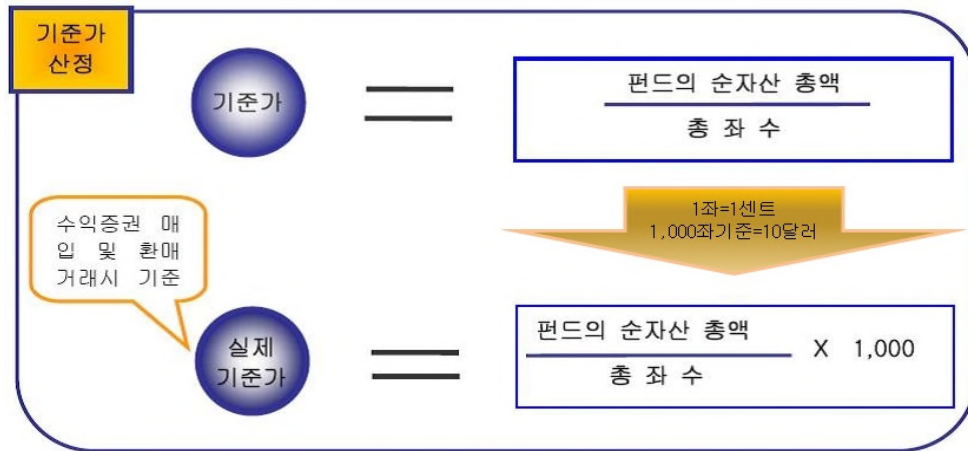 기준가
산정
기준가
펀드의 순자산 총액
총 좌 수
1좌=1센트
1,000좌기준=10달러
수익증권 매
입 및 환매
거래시 기준
실제
기준가
펀드의 순자산 총액
총 좌 수
X 1,000